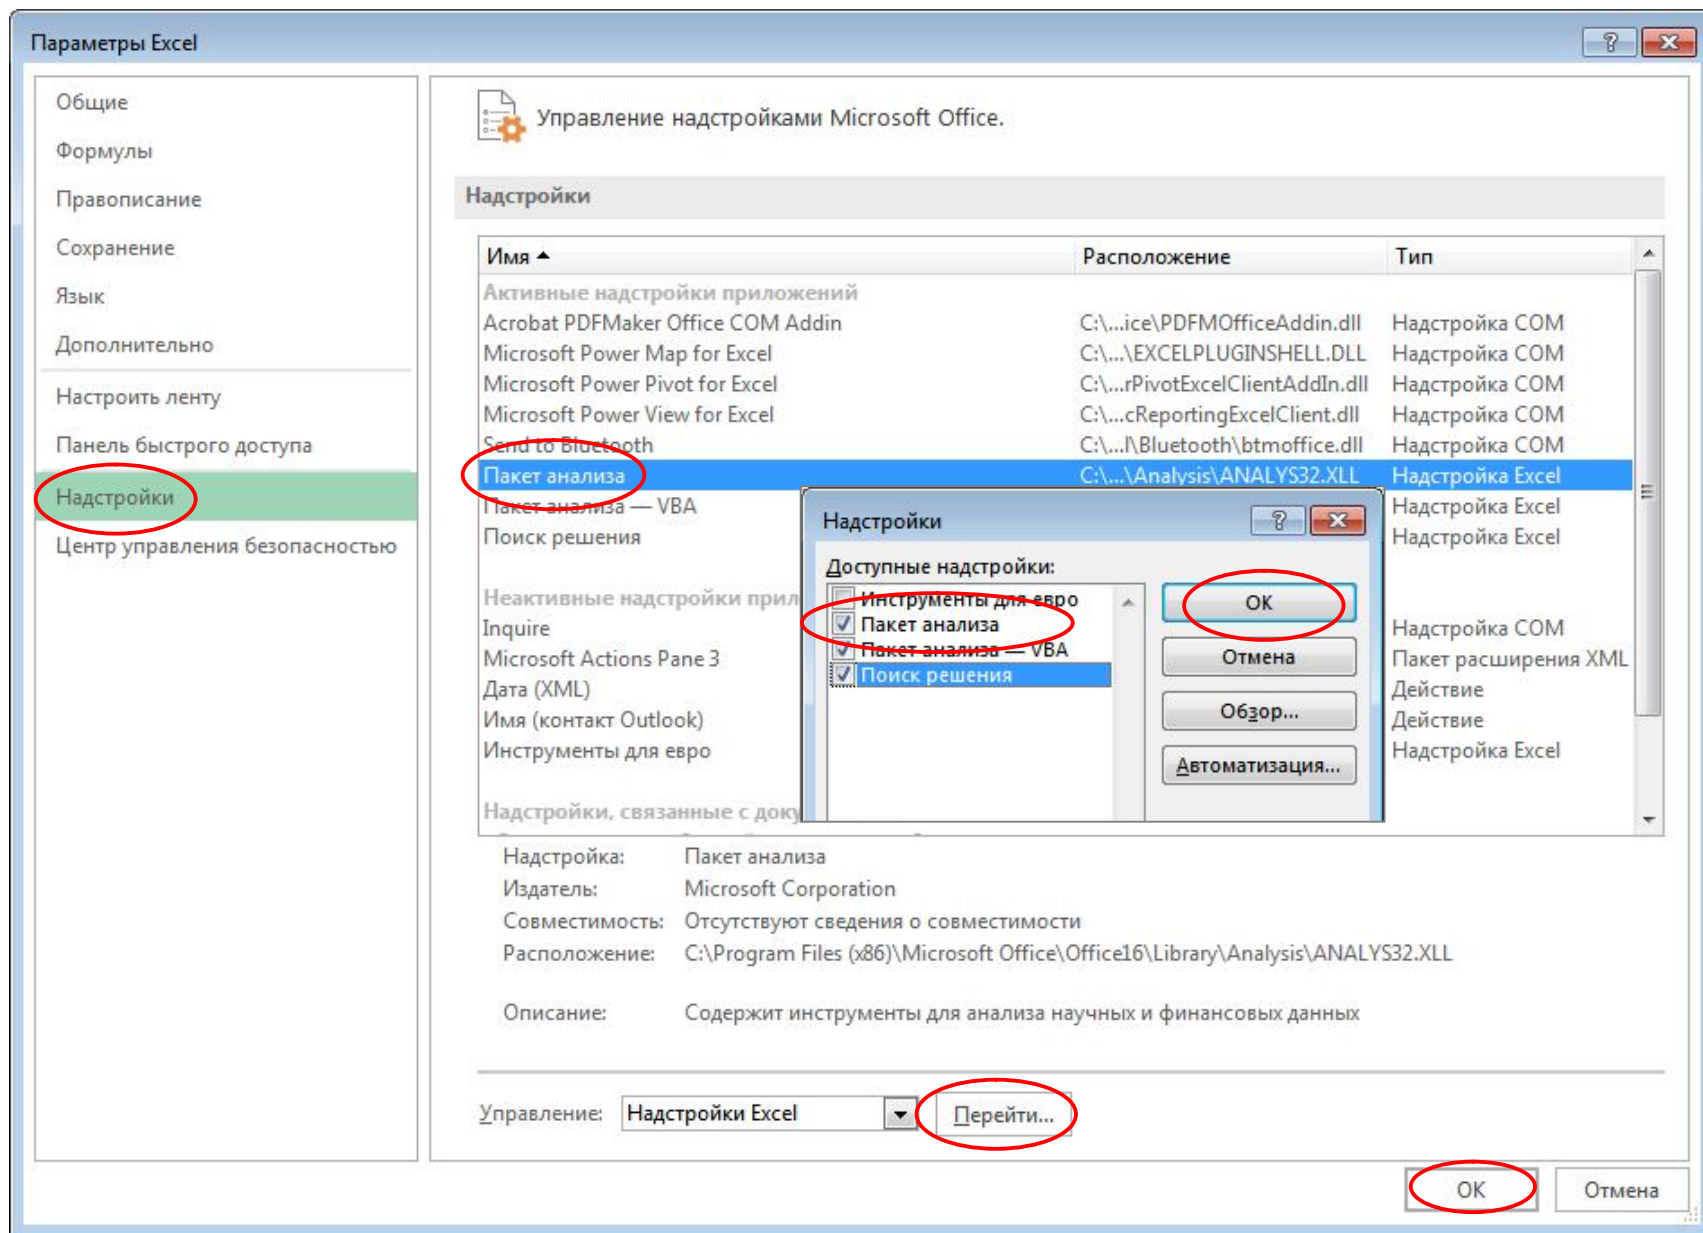 Параметры Excel
Общие
Формулы
Правописание
Сохранение
Язык
Дополнительно
Настроить ленту
Панель быстрого доступа
Надстройки
Центр управления безопасностью
Управление надстройками Microsoft Office.
Надстройки
Имя Расположение Тип
Активные надстройки приложений
Acrobat PDFMaker Office COM Addin C:\...ice\PDFMOfficeAddin.dll Надстройка COM
Microsoft Power Map for Excel C:\...\EXCELPLUGINSHELL.DLL Надстройка COM
Microsoft Power Pivot for Excel C:\...rPivotExcelClientAddIn.dll Надстройка COM
Microsoft Power View for Excel C:\...cReportingExcelClient.dll Надстройка COM
Send to Bluetooth C:\...l\Bluetooth\btmoffice.dll Надстройка COM
Пакет анализа C:\...\Analysis\ANALYS32.XLL Надстройка Excel
Пакет анализа — VBA Надстройка Excel
Поиск решения Надстройка Excel
Неактивные надстройки прил
Inquire Надстройка COM
Microsoft Actions Pane 3 Пакет расширения XML
Дата (XML) Действие
Имя (контакт Outlook) Действие
Инструменты для евро Надстройка Excel
Надстройки, связанные с доку
Надстройки
Доступные надстройки:
Инструменты для евро
Пакет анализа
Пакет анализа — VBA
Поиск решения
ОК
Отмена
Обзор...
Автоматизация...
Надстройка: Пакет анализа
Издатель: Microsoft Corporation
Совместимость: Отсутствуют сведения о совместимости
Расположение: C:\Program Files (x86)\Microsoft Office\Office16\Library\Analysis\ANALYS32.XLL
Описание: Содержит инструменты для анализа научных и финансовых данных
Управление: Надстройки Excel Перейти...
ОК Отмена